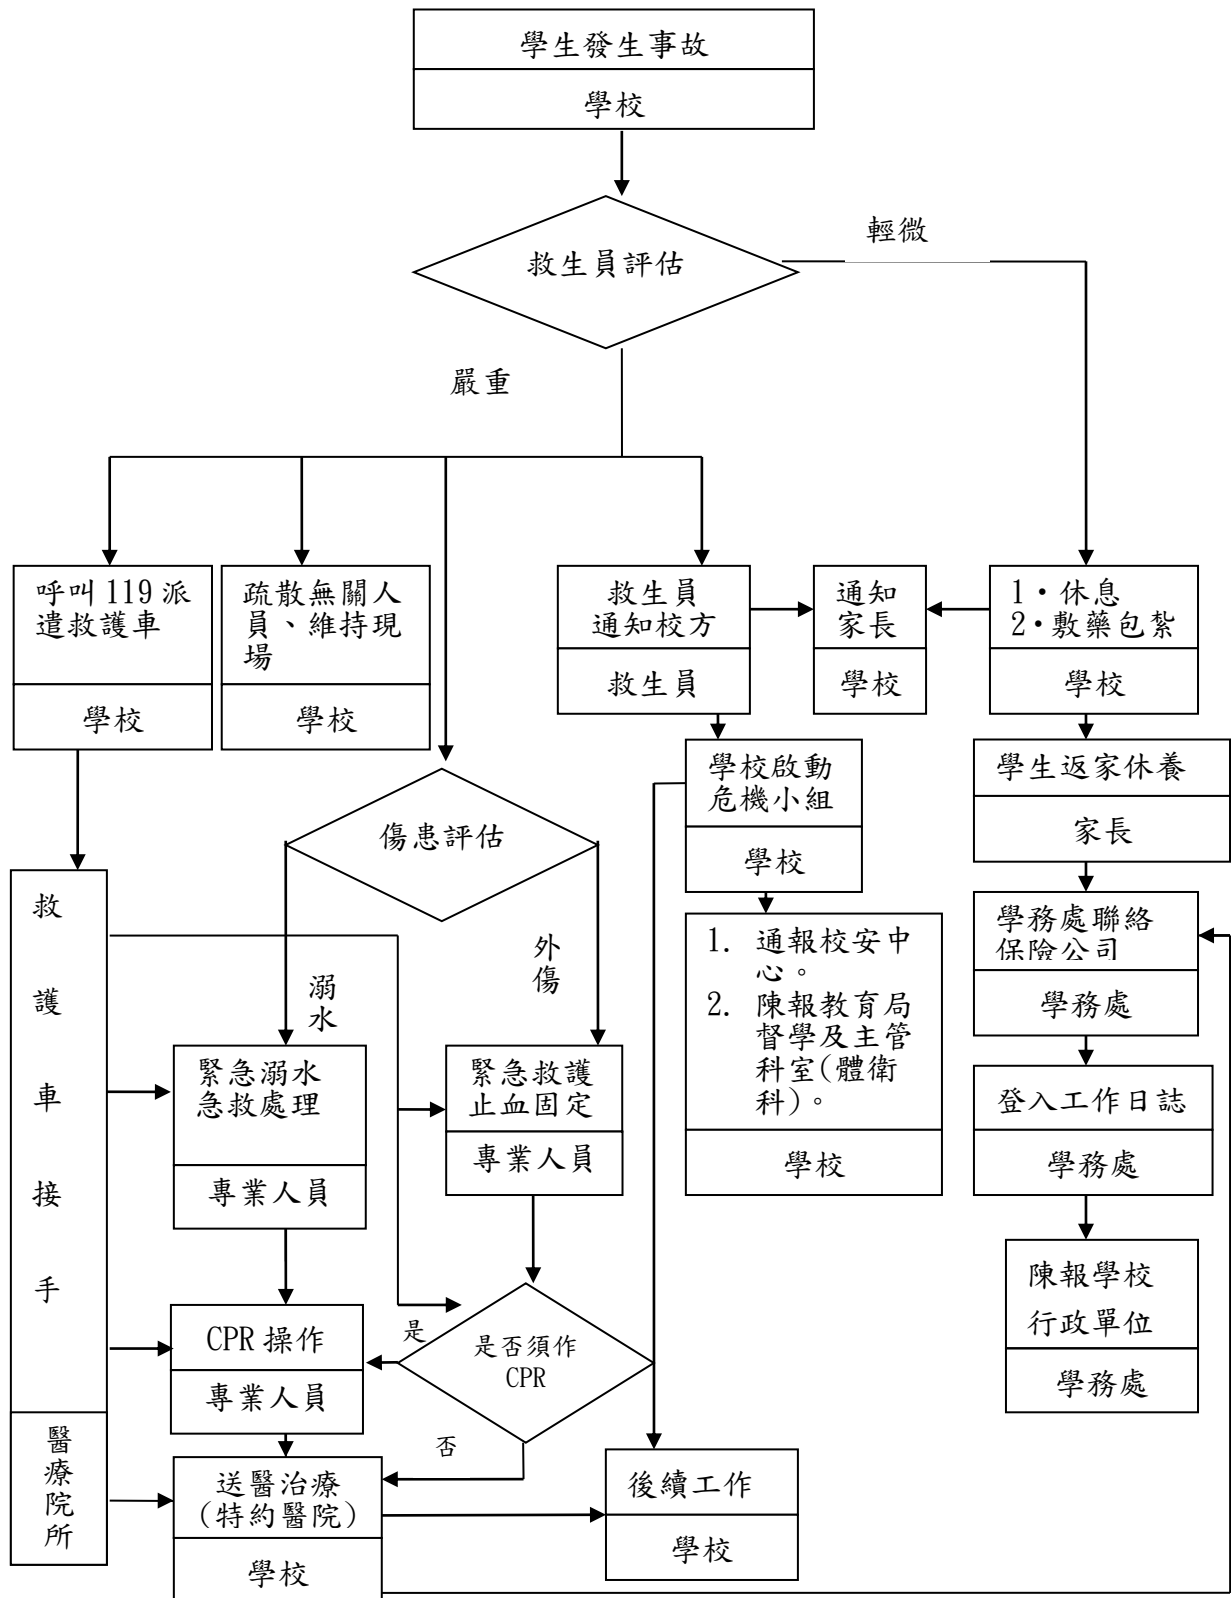 學生發生事故
學校
救生員評估
輕微
嚴重
呼叫119派
遣救護車
學校
疏散無關人
員、維持現
場
學校
救生員
通知校方
救生員
通知
家長
學校
1‧休息
2‧敷藥包紮
學校
學校啟動
危機小組
學校
學生返家休養
家長
傷患評估
溺水
外傷
救護車接手
1. 通報校安中
心。
2. 陳報教育局
督學及主管
科室(體衛
科)。
學校
學務處聯絡
保險公司
學務處
緊急溺水
急救處理
專業人員
緊急救護
止血固定
專業人員
登入工作日誌
學務處
陳報學校
行政單位
學務處
CPR操作
專業人員
是
是否須作
CPR
否
醫療院所
送醫治療
(特約醫院)
學校
後續工作
學校